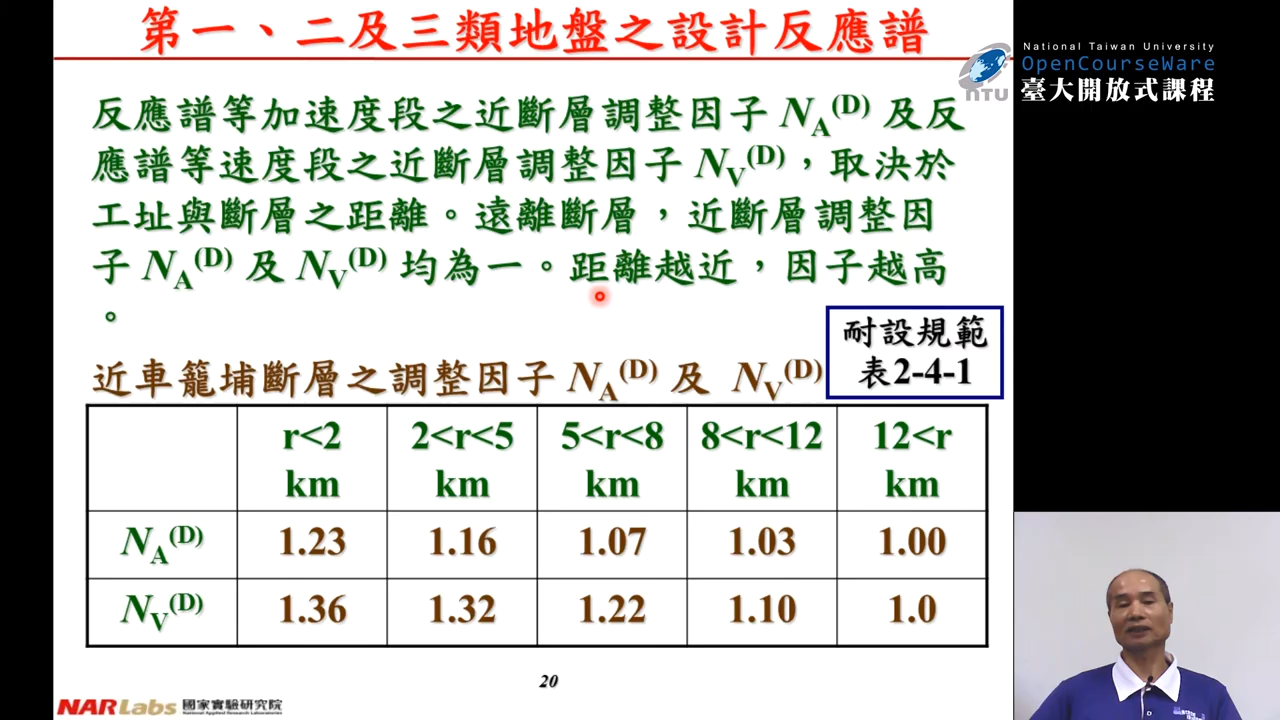 第一、二及三類地盤之設計反應譜
National Taiwan University
OpenCourseWare
臺大開放式課程
NTU
反應譜等加速度段之近斷層調整因子 N_A^(D) 及反
應譜等速度段之近斷層調整因子 N_V^(D),取決於
工址與斷層之距離。遠離斷層,近斷層調整因
子 N_A^(D) 及 N_V^(D) 均為一。距離越近,因子越高
。
耐設規範
表2-4-1
近車籠埔斷層之調整因子 N_A^(D) 及 N_V^(D)
r<2 km 2<r<5 km 5<r<8 km 8<r<12 km 12<r km
N_A^(D) 1.23 1.16 1.07 1.03 1.00
N_V^(D) 1.36 1.32 1.22 1.10 1.0
20
NARLabs 國家實驗研究院
National Applied Research Laboratories